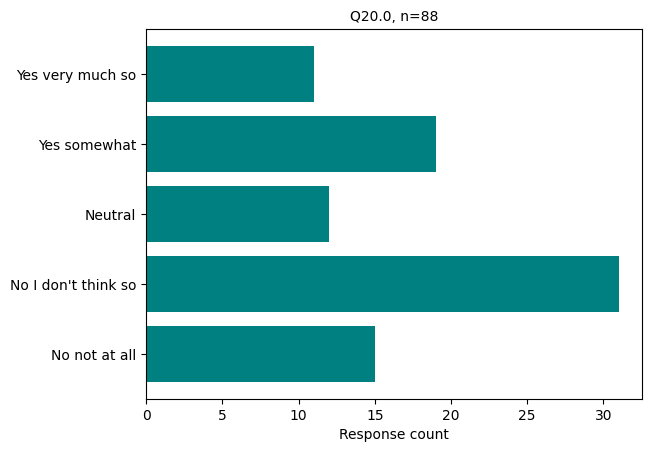 Q20.0, n=88
Yes very much so
Yes somewhat
Neutral
No I don't think so
No not at all
0 5 10 15 20 25 30
Response count